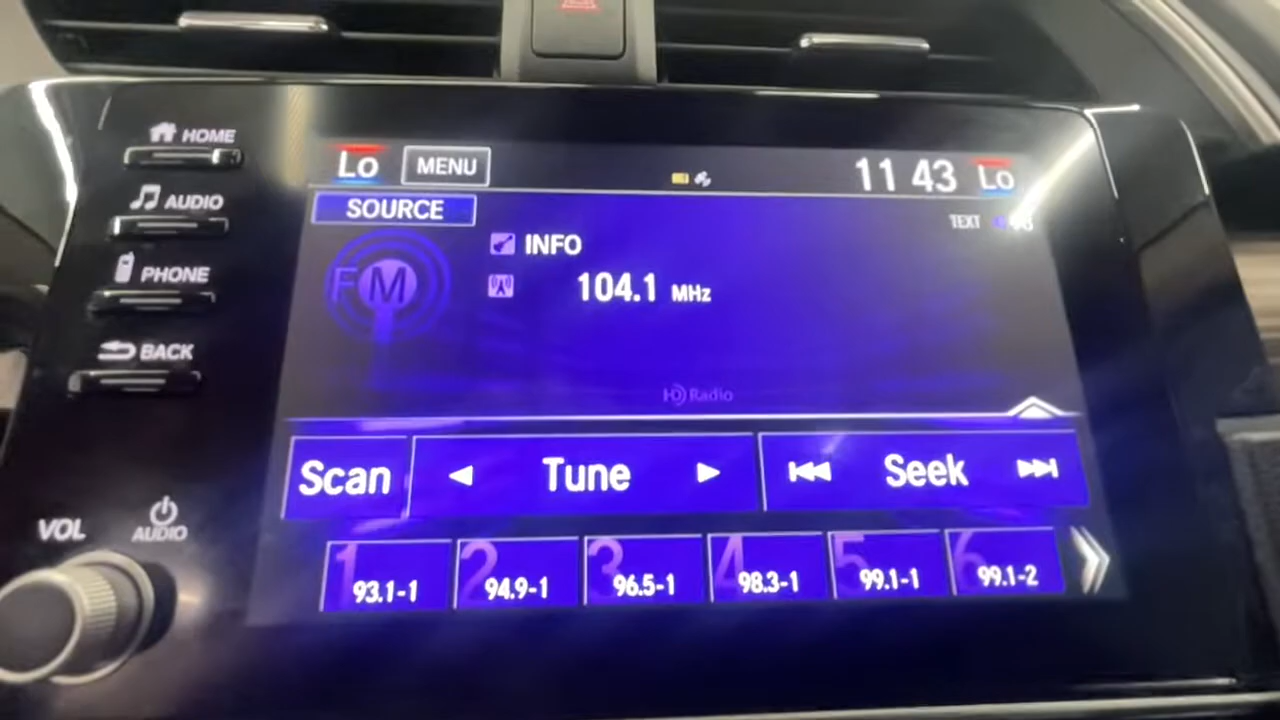 HOME
AUDIO
PHONE
BACK
VOL
AUDIO
Lo MENU 11 43 Lo
SOURCE
TEXT
FM
INFO
104.1 MHz
HD Radio
Scan Tune Seek
1 93.1-1
2 94.9-1
3 96.5-1
4 98.3-1
5 99.1-1
6 99.1-2